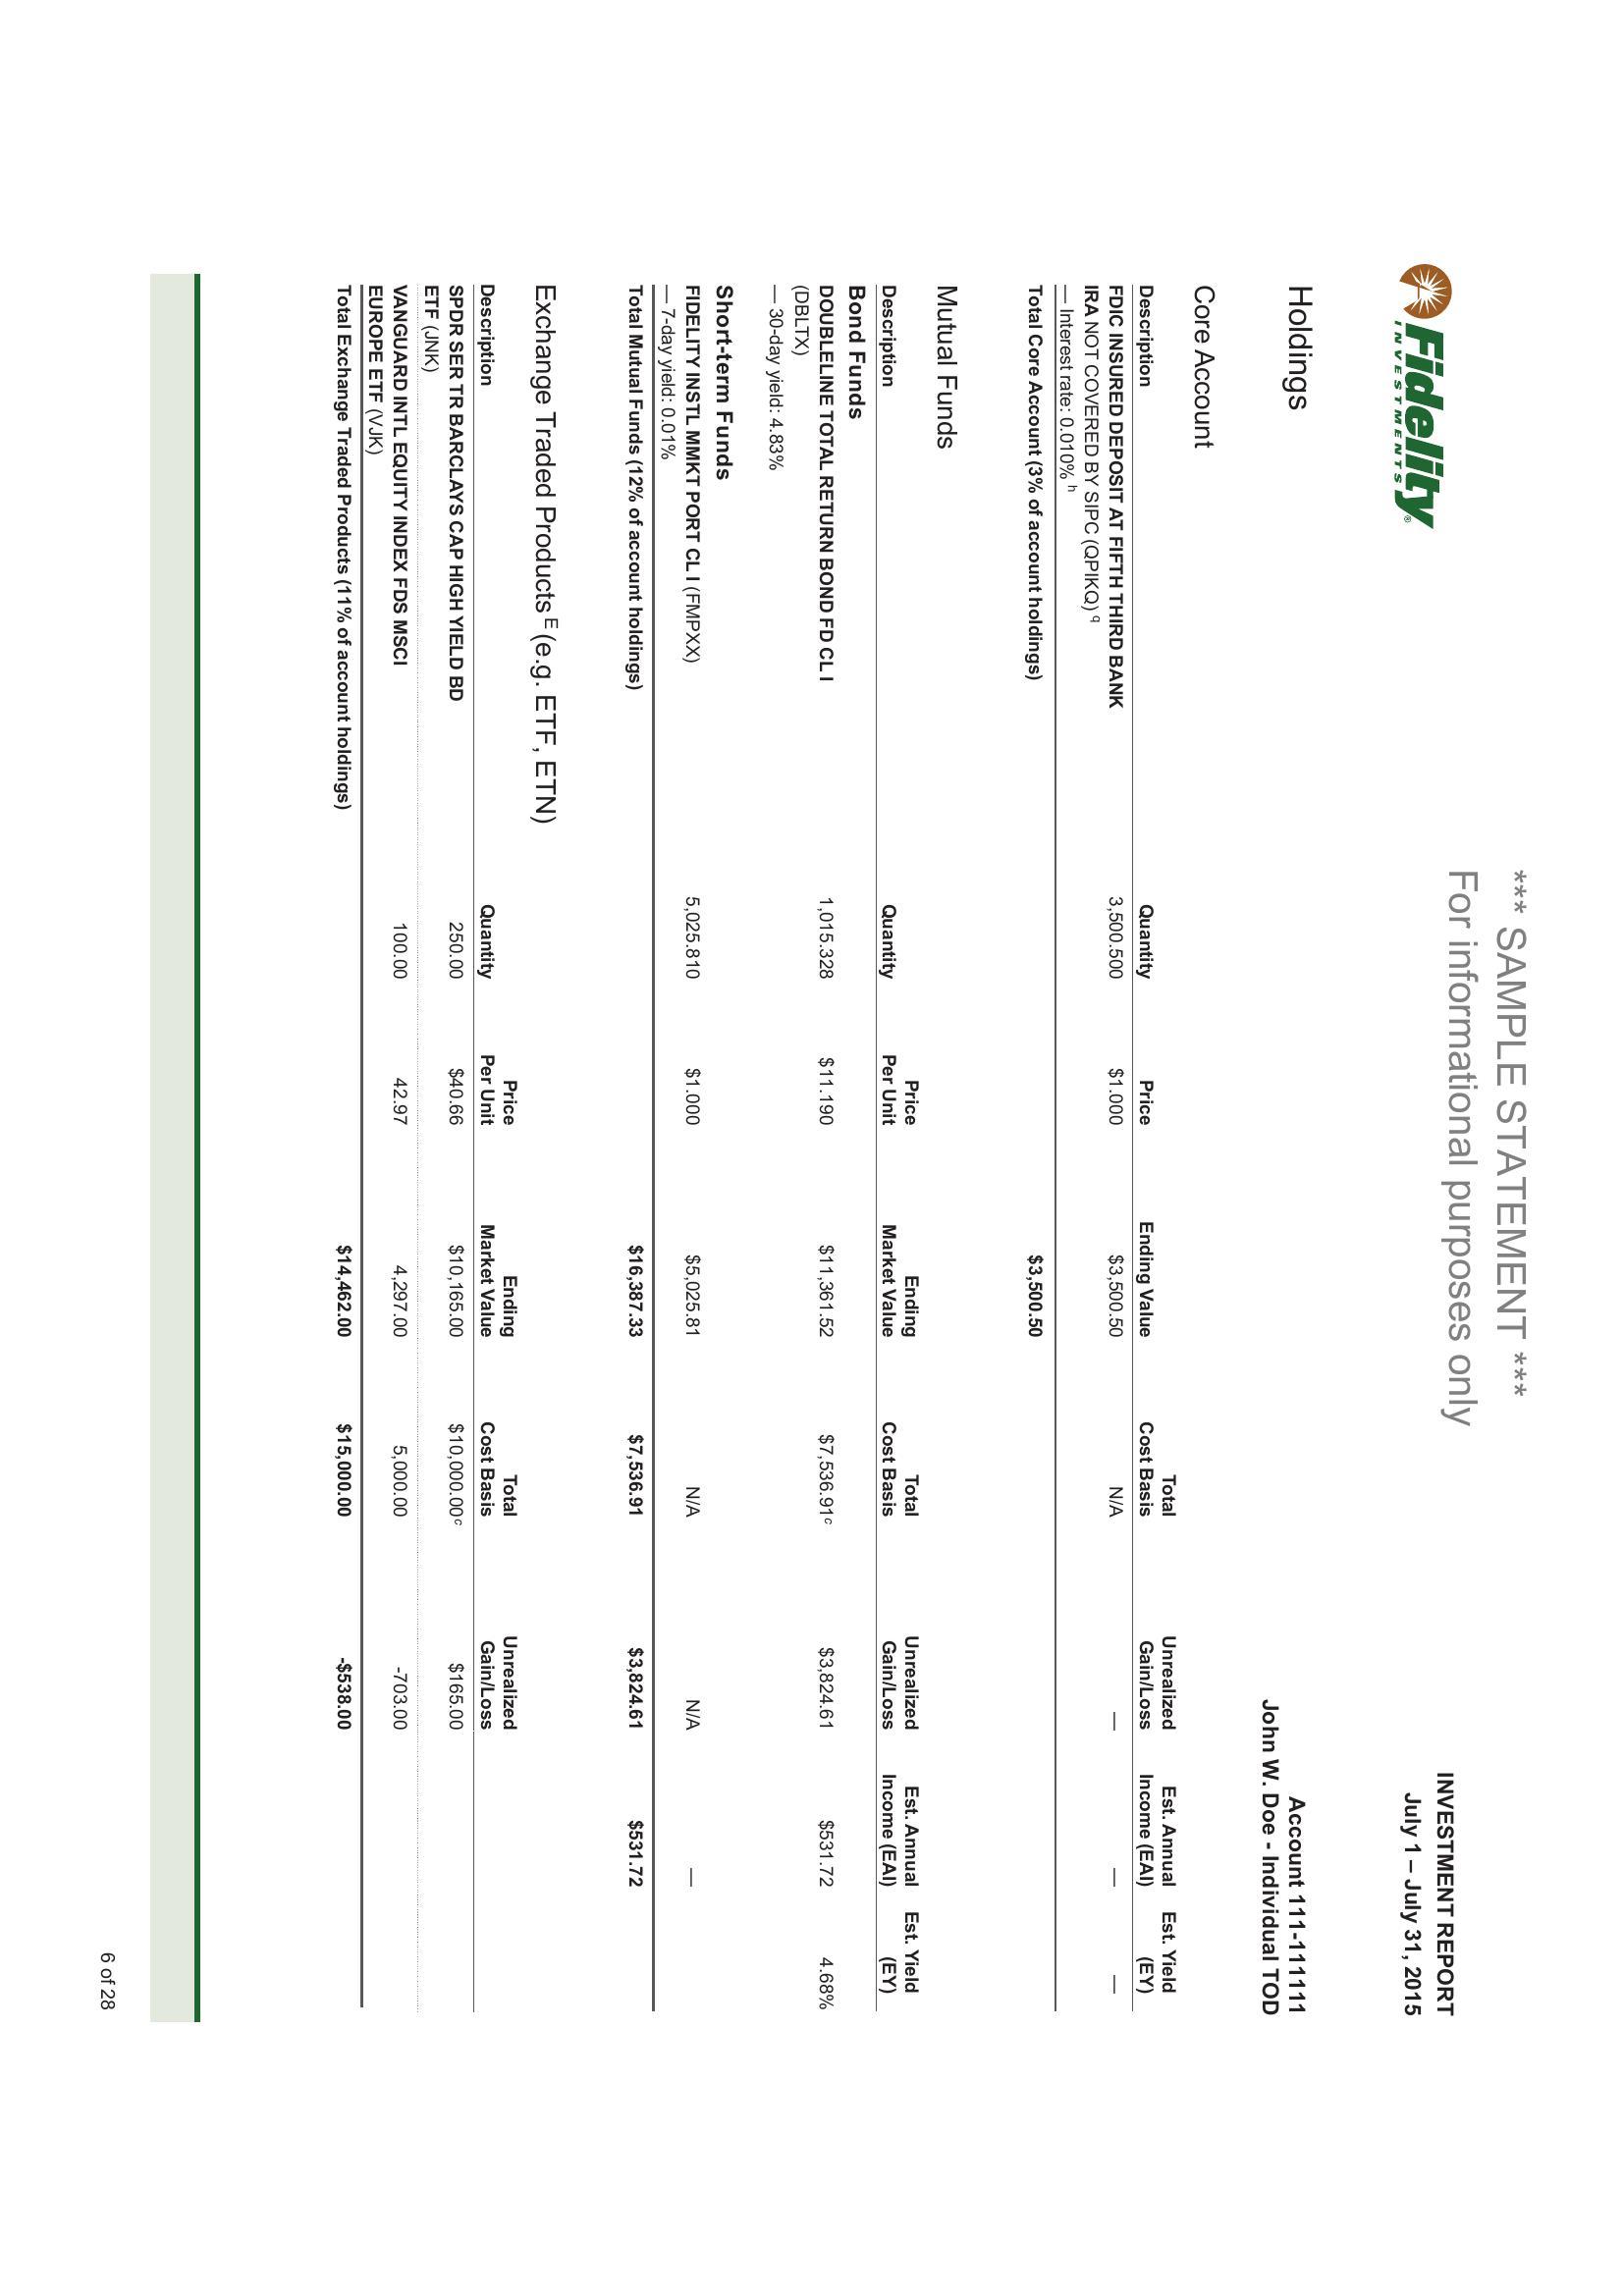 *** SAMPLE STATEMENT ***
For informational purposes only
Fidelity®
INVESTMENTS
INVESTMENT REPORT
July 1 – July 31, 2015
Holdings
Account 111-111111
John W. Doe - Individual TOD
Core Account
Total Unrealized Est. Annual Est. Yield
Description Quantity Price Ending Value Cost Basis Gain/Loss Income (EAI) (EY)
FDIC INSURED DEPOSIT AT FIFTH THIRD BANK 3,500.500 $1.000 $3,500.50 N/A — — —
IRA NOT COVERED BY SIPC (QPIKQ) q
— Interest rate: 0.010% h
Total Core Account (3% of account holdings) $3,500.50
Mutual Funds
Price Ending Total Unrealized Est. Annual Est. Yield
Description Quantity Per Unit Market Value Cost Basis Gain/Loss Income (EAI) (EY)
Bond Funds
DOUBLELINE TOTAL RETURN BOND FD CL I 1,015.328 $11.190 $11,361.52 $7,536.91c $3,824.61 $531.72 4.68%
(DBLTX)
— 30-day yield: 4.83%
Short-term Funds
FIDELITY INSTL MMKT PORT CL I (FMPXX) 5,025.810 $1.000 $5,025.81 N/A N/A —
— 7-day yield: 0.01%
Total Mutual Funds (12% of account holdings) $16,387.33 $7,536.91 $3,824.61 $531.72
Exchange Traded Products E (e.g. ETF, ETN)
Price Ending Total Unrealized
Description Quantity Per Unit Market Value Cost Basis Gain/Loss
SPDR SER TR BARCLAYS CAP HIGH YIELD BD 250.00 $40.66 $10,165.00 $10,000.00c $165.00
ETF (JNK)
VANGUARD INTL EQUITY INDEX FDS MSCI 100.00 42.97 4,297.00 5,000.00 -703.00
EUROPE ETF (VJK)
Total Exchange Traded Products (11% of account holdings) $14,462.00 $15,000.00 -$538.00
6 of 28